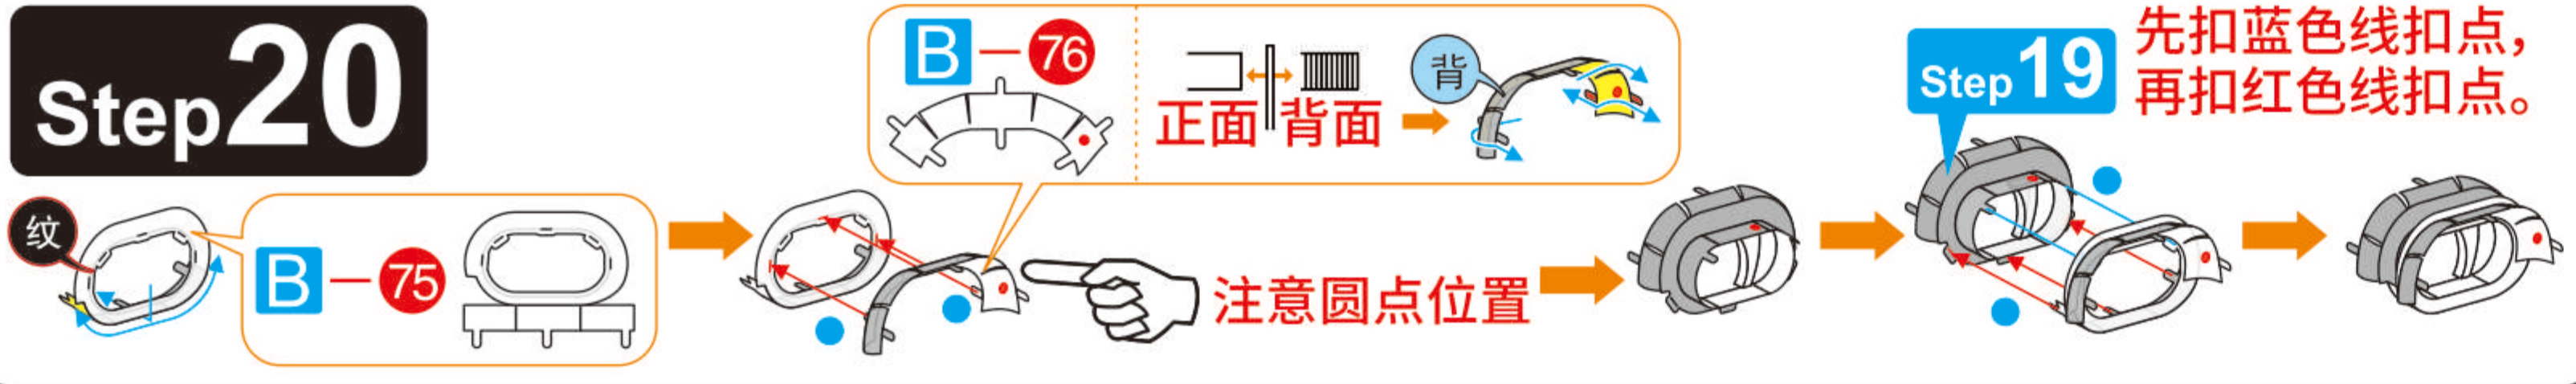 Step20
B—76
正面 背面
背
Step19
先扣蓝色线扣点，
再扣红色线扣点。
纹
B—75
注意圆点位置